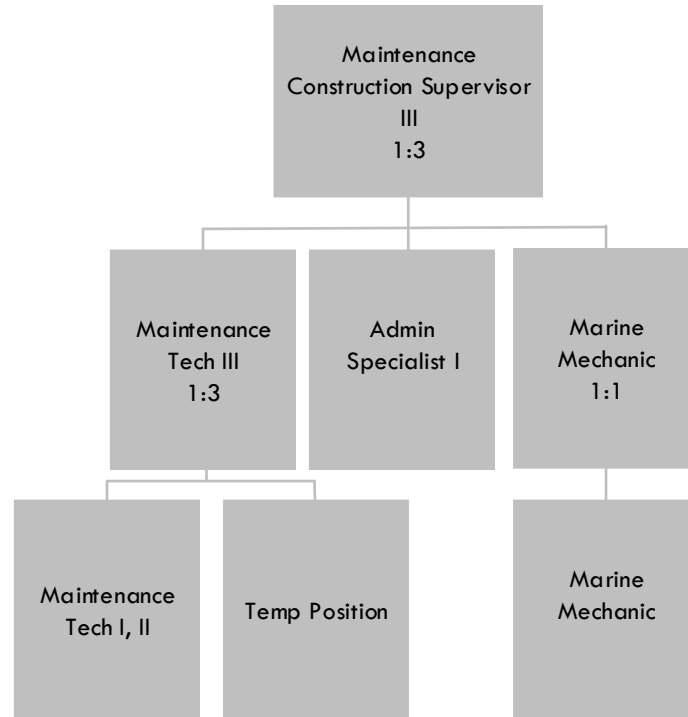 Maintenance
Construction Supervisor
III
1:3
Maintenance
Tech III
1:3
Admin
Specialist I
Marine
Mechanic
1:1
Maintenance
Tech I, II
Temp Position
Marine
Mechanic